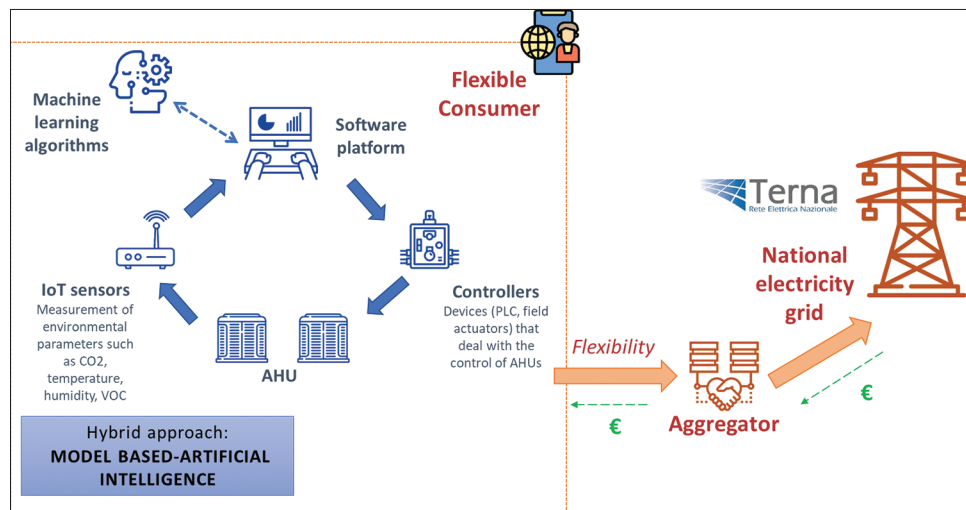 Machine
learning
algorithms
Software
platform
Flexible
Consumer
IoT sensors
Measurement of
environmental
parameters such
as CO2,
temperature,
humidity, VOC
AHU
Controllers
Devices (PLC, field
actuators) that
deal with the
control of AHUs
Hybrid approach:
MODEL BASED-ARTIFICIAL
INTELLIGENCE
Flexibility
€
Aggregator
€
Terna
Rete Elettrica Nazionale
National
electricity
grid